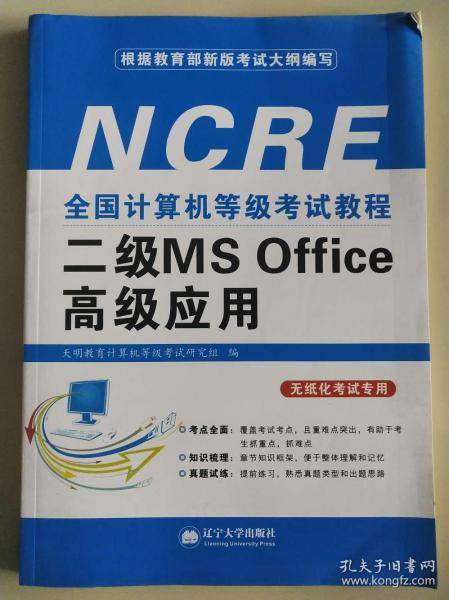 根据教育部新版考试大纲编写
NCRE
全国计算机等级考试教程
二级MS Office
高级应用
天明教育计算机等级考试研究组 编
无纸化考试专用
考点全面：覆盖考试考点，且重难点突出，有助于考
生抓重点，抓难点
知识梳理：章节知识框架，便于整体理解和记忆
真题试练：提前练习，熟悉真题类型和出题思路
辽宁大学出版社
Liaoning University Press
孔夫子旧书网
www.kongfz.com